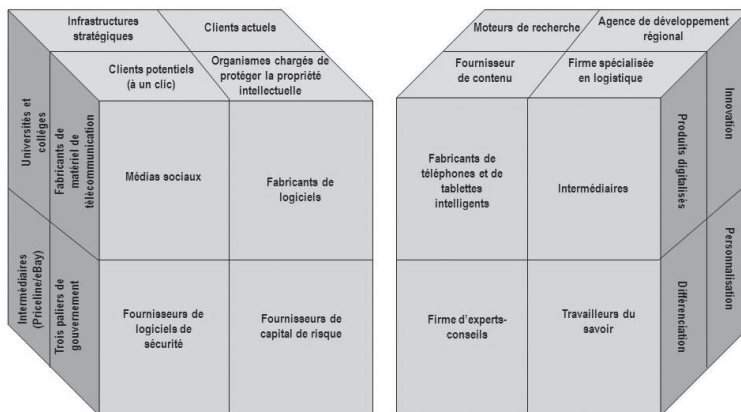 Infrastructures
stratégiques
Clients actuels
Clients potentiels
(à un clic)
Organismes chargés de
protéger la propriété
intellectuelle
Universités et
collèges
Fabricants de
matériel de
télécommunication
Médias sociaux
Fabricants de
logiciels
Intermédiaires
(Priceline/eBay)
Trois paliers de
gouvernement
Fournisseurs de
logiciels de
sécurité
Fournisseurs de
capital de risque
Moteurs de recherche
Agence de développement
régional
Fournisseur
de contenu
Firme spécialisée
en logistique
Fabricants de
téléphones et de
tablettes
intelligents
Intermédiaires
Produits digitalisés
Innovation
Firme d'experts-
conseils
Travailleurs du
savoir
Différenciation
Personnalisation